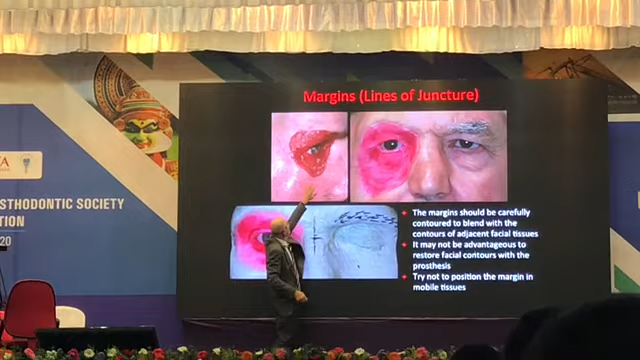 Margins (Lines of Juncture)
The margins should be carefully
contoured to blend with the
contours of adjacent facial tissues
It may not be advantageous to
restore facial contours with the
prosthesis
Try not to position the margin in
mobile tissues
STHODONTIC SOCIETY
TION
20